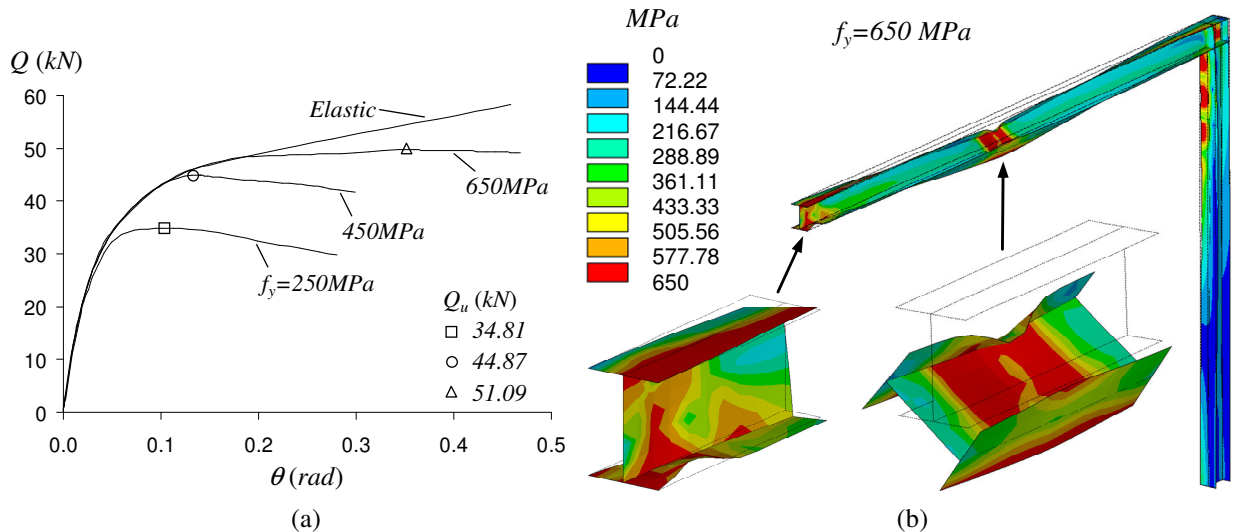 Q (kN)
60
50
40
30
20
10
0
0.0 0.1 0.2 0.3 0.4 0.5
θ (rad)
Elastic
650MPa
450MPa
f_y=250MPa
Q_u (kN)
34.81
44.87
51.09
(a)
MPa
0
72.22
144.44
216.67
288.89
361.11
433.33
505.56
577.78
650
f_y=650 MPa
(b)